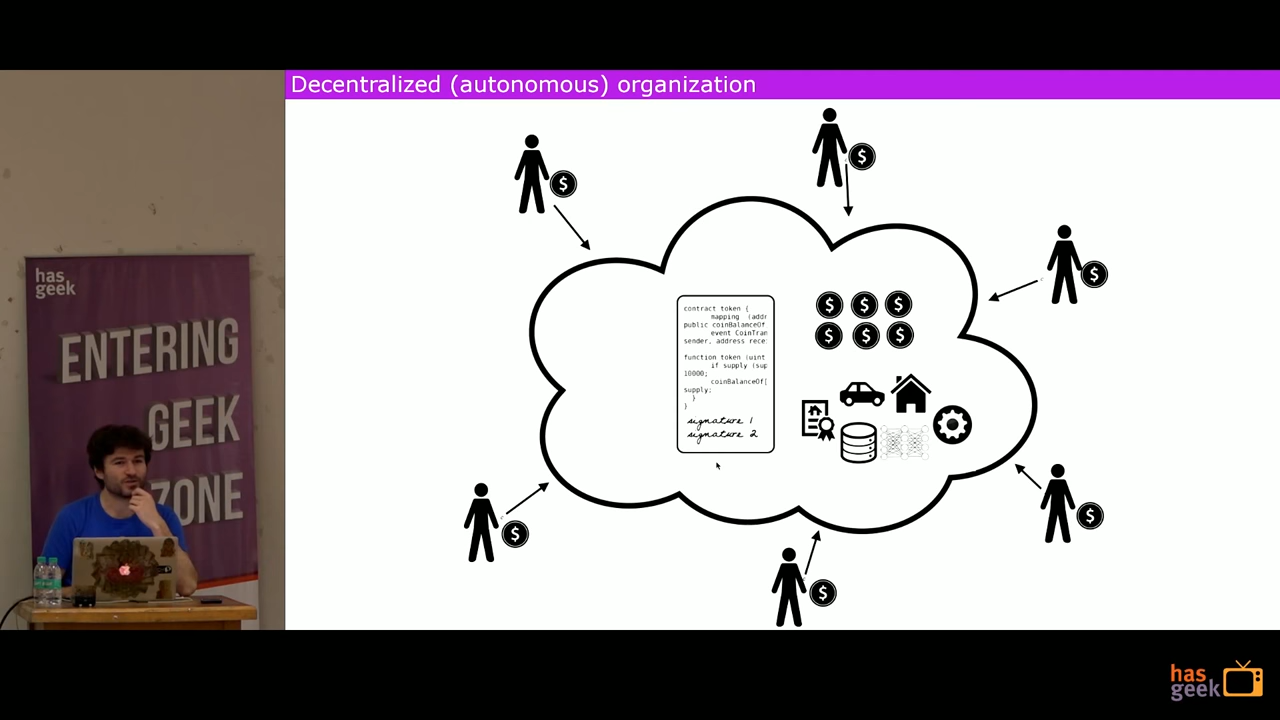 Decentralized (autonomous) organization
has
geek
ENTERING
GEEK
ZONE
contract token {
mapping (addr
public coinBalanceOf
event CoinTran
sender, address rece
function token (uint
if supply (sup
10000;
coinBalanceOf[
supply;
}
}
signature 1
signature 2
$
$
$
$
$
$
$
$
$
$
$
$
has
geek